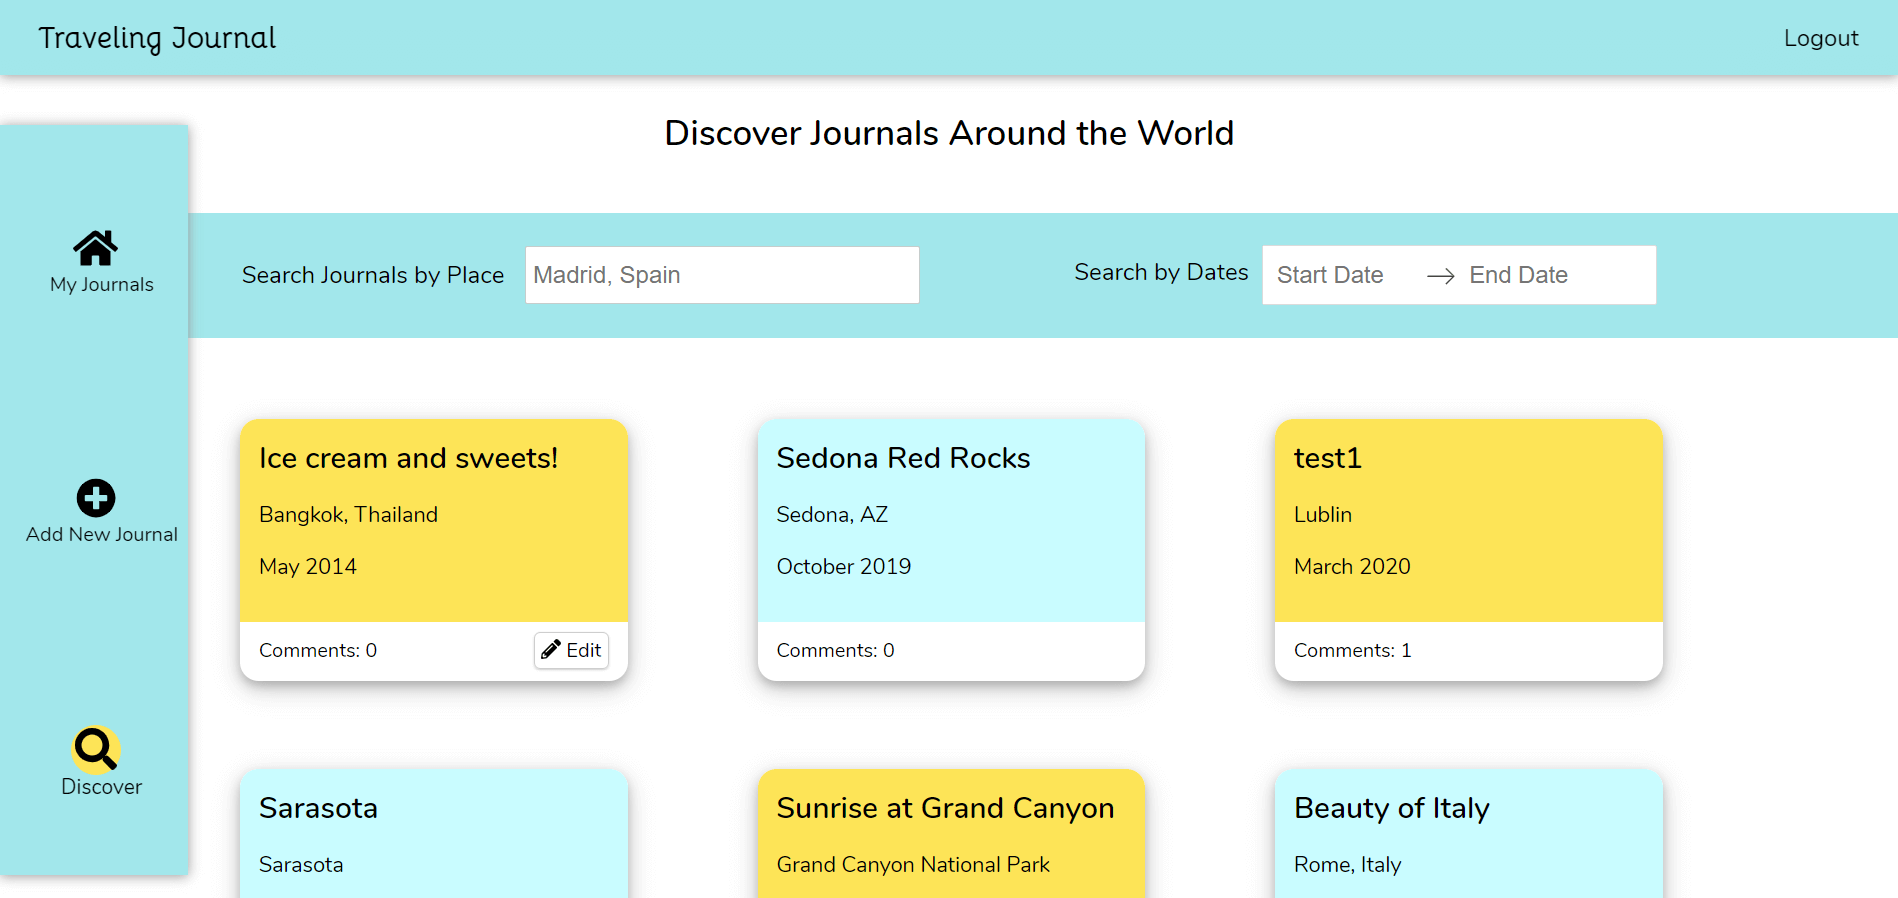 Traveling Journal
Logout
Discover Journals Around the World
My Journals
Add New Journal
Discover
Search Journals by Place
Madrid, Spain
Search by Dates
Start Date
End Date
Ice cream and sweets!
Bangkok, Thailand
May 2014
Comments: 0
Edit
Sedona Red Rocks
Sedona, AZ
October 2019
Comments: 0
test1
Lublin
March 2020
Comments: 1
Sarasota
Sarasota
Sunrise at Grand Canyon
Grand Canyon National Park
Beauty of Italy
Rome, Italy